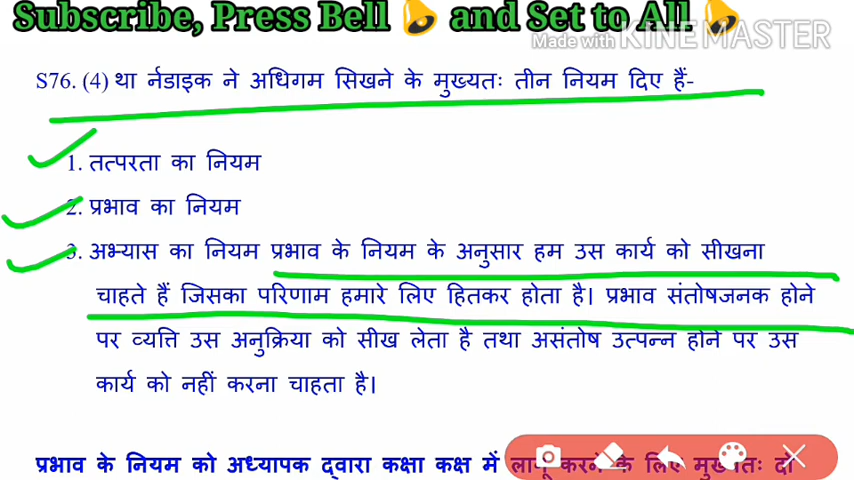 Subscribe, Press Bell 🔔 and Set to All 🔔
Made with KINEMASTER
S76. (4) था र्नडाइक ने अधिगम सिखने के मुख्यतः तीन नियम दिए हैं-
1. तत्परता का नियम
2. प्रभाव का नियम
3. अभ्यास का नियम प्रभाव के नियम के अनुसार हम उस कार्य को सीखना
चाहते हैं जिसका परिणाम हमारे लिए हितकर होता है। प्रभाव संतोषजनक होने
पर व्यक्ति उस अनुक्रिया को सीख लेता है तथा असंतोष उत्पन्न होने पर उस
कार्य को नहीं करना चाहता है।
प्रभाव के नियम को अध्यापक द्वारा कक्षा कक्ष में लागू करने के लिए मुख्यतः दो